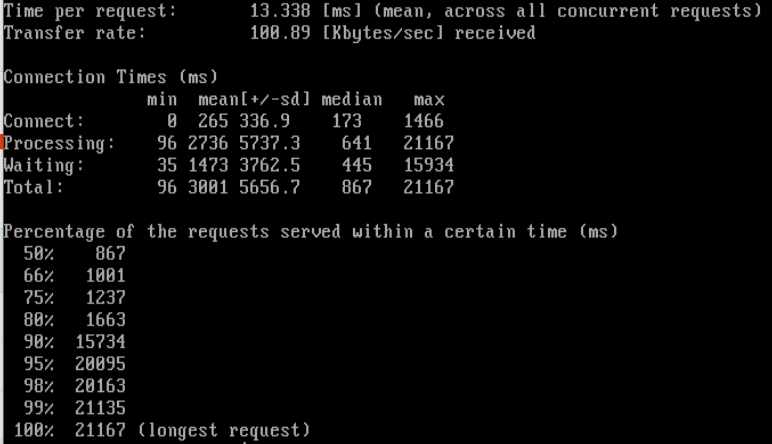 Time per request:       13.338 [ms] (mean, across all concurrent requests)
Transfer rate:          100.89 [Kbytes/sec] received

Connection Times (ms)
              min  mean[+/-sd] median   max
Connect:        0  265 336.9    173    1466
Processing:    96 2736 5737.3    641   21167
Waiting:       35 1473 3762.5    445   15934
Total:         96 3001 5656.7    867   21167

Percentage of the requests served within a certain time (ms)
  50%    867
  66%   1001
  75%   1237
  80%   1663
  90%  15734
  95%  20095
  98%  20163
  99%  21135
 100%  21167 (longest request)